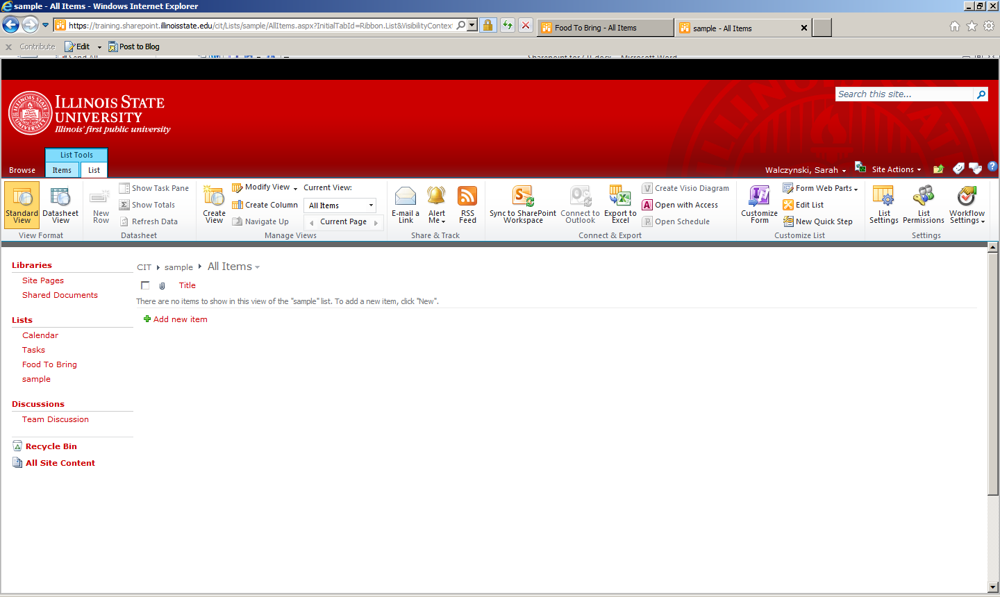 sample - All Items - Windows Internet Explorer
https://training.sharepoint.illinoisstate.edu/cit/Lists/sample/AllItems.aspx?InitialTabId=Ribbon.List&VisibilityContext
Food To Bring - All Items
sample - All Items
x Contribute Edit Post to Blog
Sharepoint for CIT.docx - Microsoft Word
ILLINOIS STATE
UNIVERSITY
Illinois' first public university
Search this site...
List Tools
Browse Items List
Walczynski, Sarah Site Actions
Standard View
Datasheet View
View Format
New Row
Show Task Pane
Show Totals
Refresh Data
Datasheet
Create View
Modify View
Create Column
Navigate Up
Current View:
All Items
Current Page
Manage Views
E-mail a Link
Alert Me
RSS Feed
Share & Track
Sync to SharePoint Workspace
Connect to Outlook
Export to Excel
Create Visio Diagram
Open with Access
Open Schedule
Connect & Export
Customize Form
Form Web Parts
Edit List
New Quick Step
Customize List
List Settings
List Permissions
Workflow Settings
Settings
Libraries
Site Pages
Shared Documents
Lists
Calendar
Tasks
Food To Bring
sample
Discussions
Team Discussion
Recycle Bin
All Site Content
CIT sample All Items
Title
There are no items to show in this view of the "sample" list. To add a new item, click "New".
Add new item